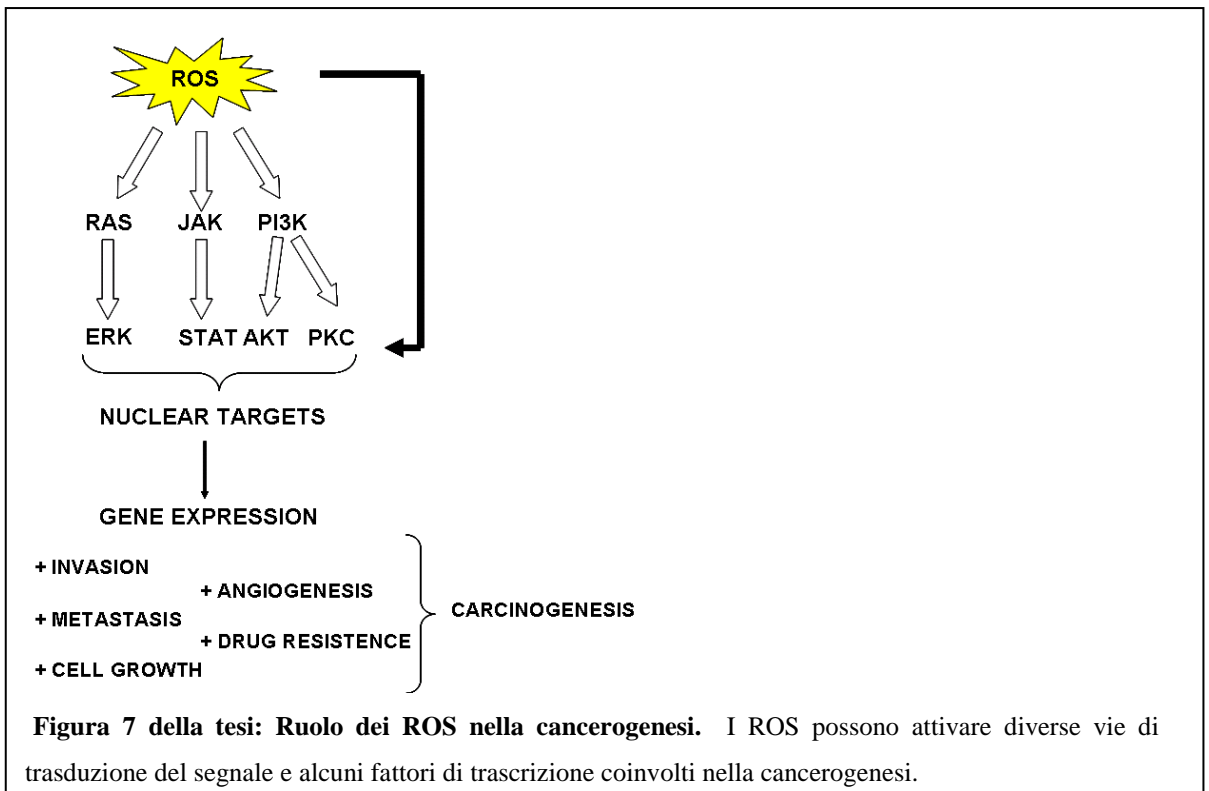 ROS
RAS JAK PI3K
ERK STAT AKT PKC
NUCLEAR TARGETS
GENE EXPRESSION
+ INVASION
+ ANGIOGENESIS
+ METASTASIS
+ DRUG RESISTENCE
+ CELL GROWTH
CARCINOGENESIS
Figura 7 della tesi: Ruolo dei ROS nella cancerogenesi. I ROS possono attivare diverse vie di
trasduzione del segnale e alcuni fattori di trascrizione coinvolti nella cancerogenesi.